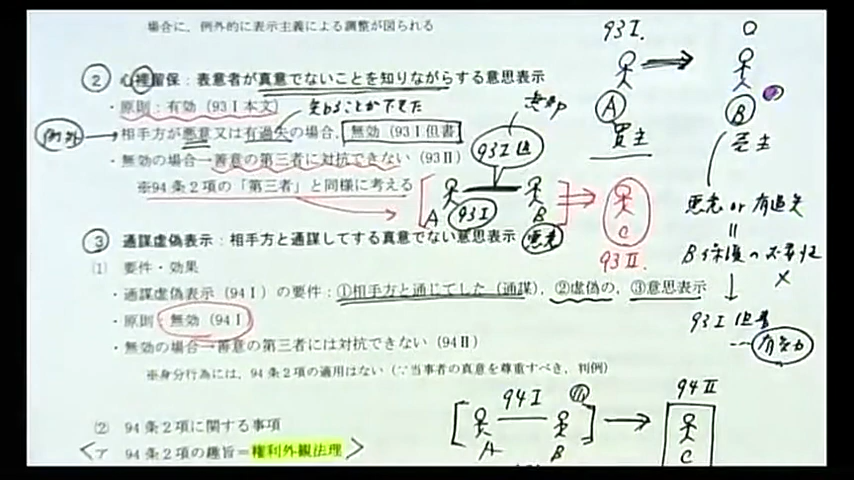 場合に、例外的に表示主義による調整が図られる
② 心裡留保：表意者が真意でないことを知りながらする意思表示
・原則：有効（93Ⅰ本文）
知ることができた
例外 → 相手方が悪意又は有過失の場合、無効（93Ⅰ但書）
・無効の場合→善意の第三者に対抗できない（93Ⅱ）
※94条2項の「第三者」と同様に考える
93Ⅰ但
A 93Ⅰ B 悪意
C
93Ⅱ.
93Ⅰ.
A B
買主 売主
悪意 or 有過失
＝
B保護の必要性
×
↓
93Ⅰ但書
③ 通謀虚偽表示：相手方と通謀してする真意でない意思表示
⑴ 要件・効果
・通謀虚偽表示（94Ⅰ）の要件：①相手方と通じてした（通謀）、②虚偽の、③意思表示
・原則：無効（94Ⅰ）
・無効の場合→善意の第三者には対抗できない（94Ⅱ）
※身分行為には、94条2項の適用はない（∵当事者の真意を尊重すべき、判例）
94Ⅰ 94Ⅱ
A B C
⑵ 94条2項に関する事項
ア 94条2項の趣旨＝権利外観法理